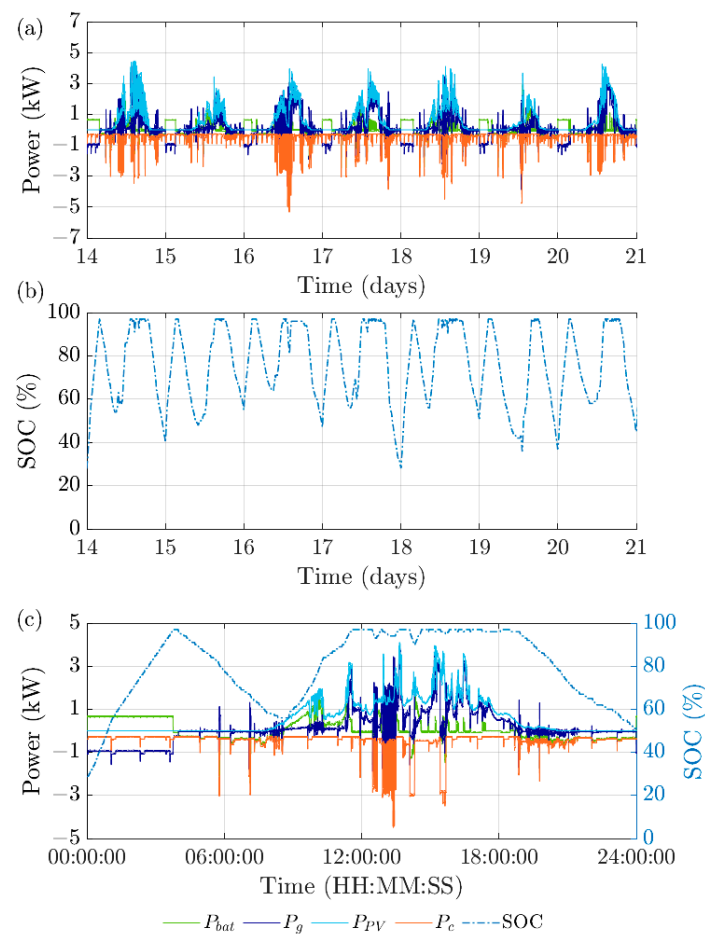 (a)
7
5
3
1
−1
−3
−5
−7
Power (kW)
14 15 16 17 18 19 20 21
Time (days)
(b)
100
80
60
40
20
0
SOC (%)
14 15 16 17 18 19 20 21
Time (days)
(c)
5
3
1
−1
−3
−5
Power (kW)
100
80
60
40
20
0
SOC (%)
00:00:00 06:00:00 12:00:00 18:00:00 24:00:00
Time (HH:MM:SS)
P_bat P_g P_PV P_c SOC